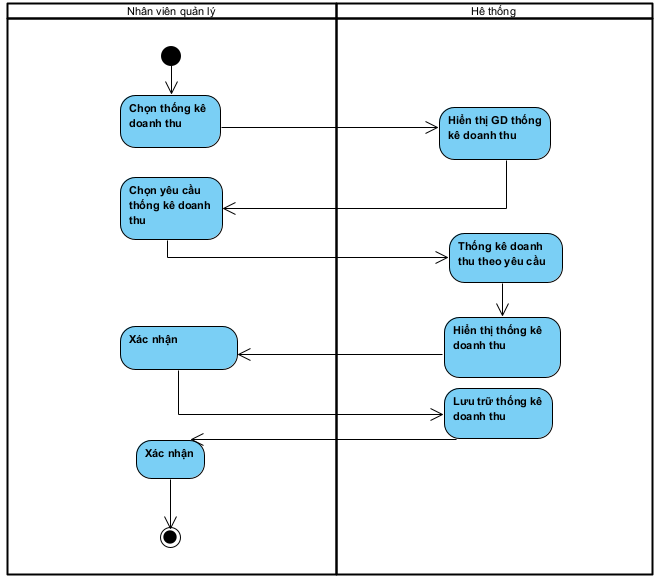 Nhân viên quản lý
Hê thống
Chọn thống kê
doanh thu
Hiển thị GD thống
kê doanh thu
Chọn yêu cầu
thống kê doanh
thu
Thống kê doanh
thu theo yêu cầu
Hiển thị thống kê
doanh thu
Xác nhận
Lưu trữ thống kê
doanh thu
Xác nhận